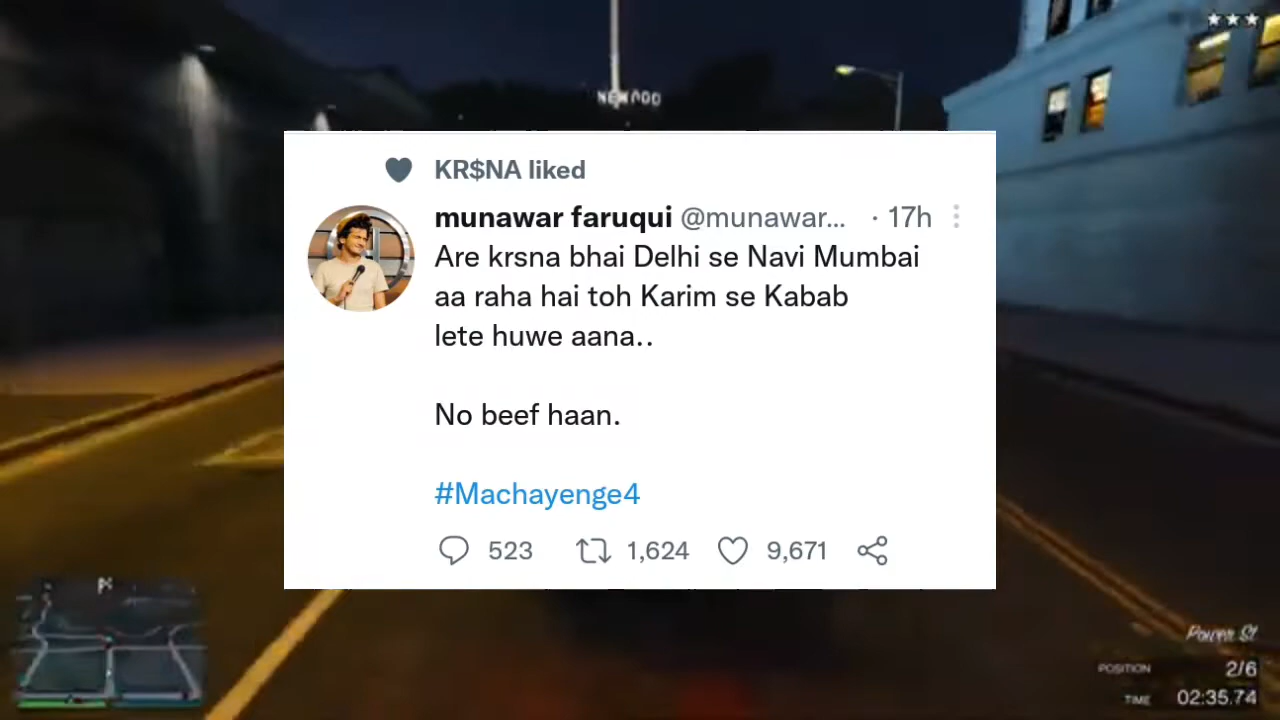 KR$NA liked
munawar faruqui @munawar... · 17h
Are krsna bhai Delhi se Navi Mumbai
aa raha hai toh Karim se Kabab
lete huwe aana..
No beef haan.
#Machayenge4
523 1,624 9,671
Power St
POSITION 2/6
TIME 02:35.74